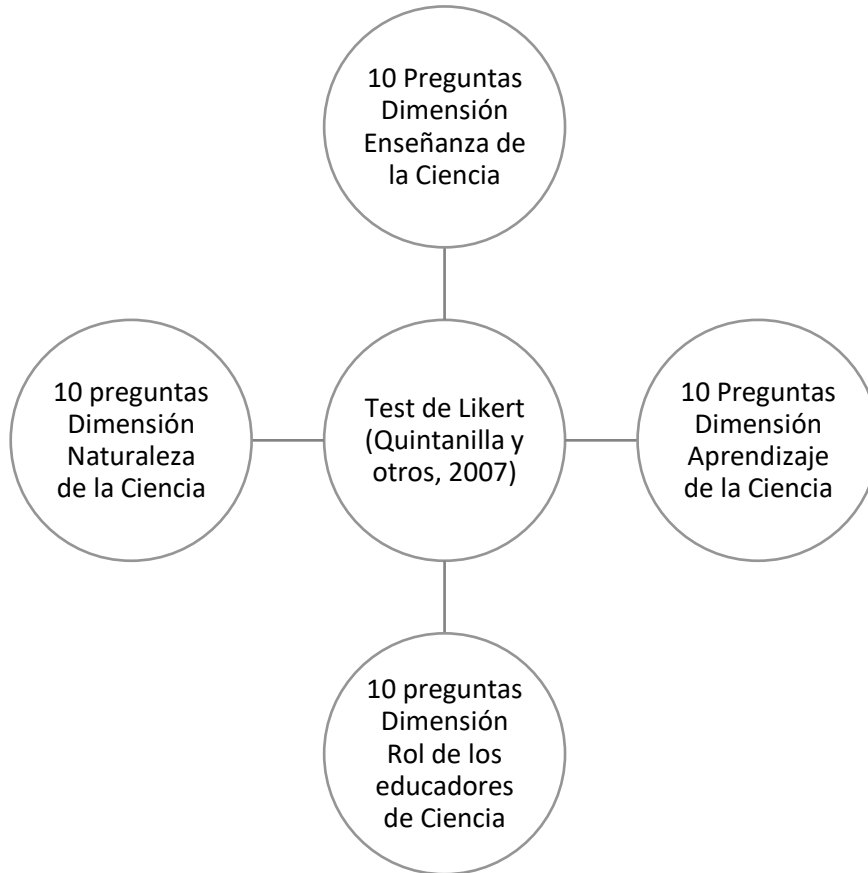 10 Preguntas
Dimensión
Enseñanza de
la Ciencia
10 preguntas
Dimensión
Naturaleza
de la Ciencia
Test de Likert
(Quintanilla y
otros, 2007)
10 Preguntas
Dimensión
Aprendizaje
de la Ciencia
10 preguntas
Dimensión
Rol de los
educadores
de Ciencia